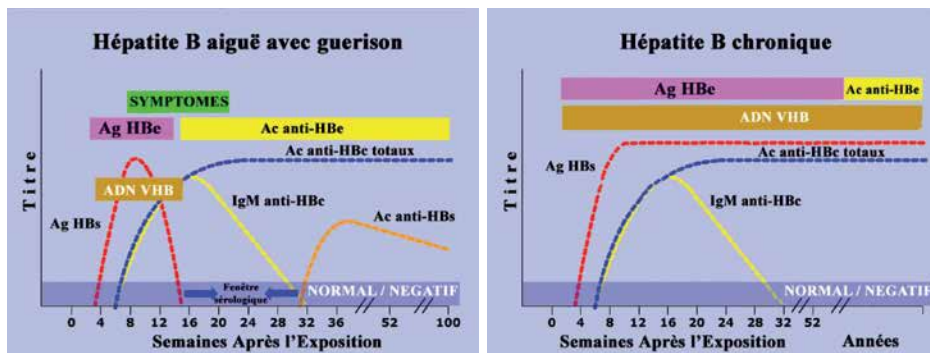 Hépatite B aiguë avec guerison
SYMPTOMES
Ag HBe
Ac anti-HBe
Ac anti-HBc totaux
ADN VHB
IgM anti-HBc
Ag HBs
Ac anti-HBs
Titre
Fenêtre
sérologique
NORMAL / NEGATIF
0 4 8 12 16 20 24 28 32 36 52 100
Semaines Après l'Exposition
Hépatite B chronique
Ag HBe
Ac anti-HBe
ADN VHB
Ac anti-HBc totaux
Ag HBs
IgM anti-HBc
Titre
NORMAL / NEGATIF
0 4 8 12 16 20 24 28 32 52
Semaines Après l'Exposition
Années